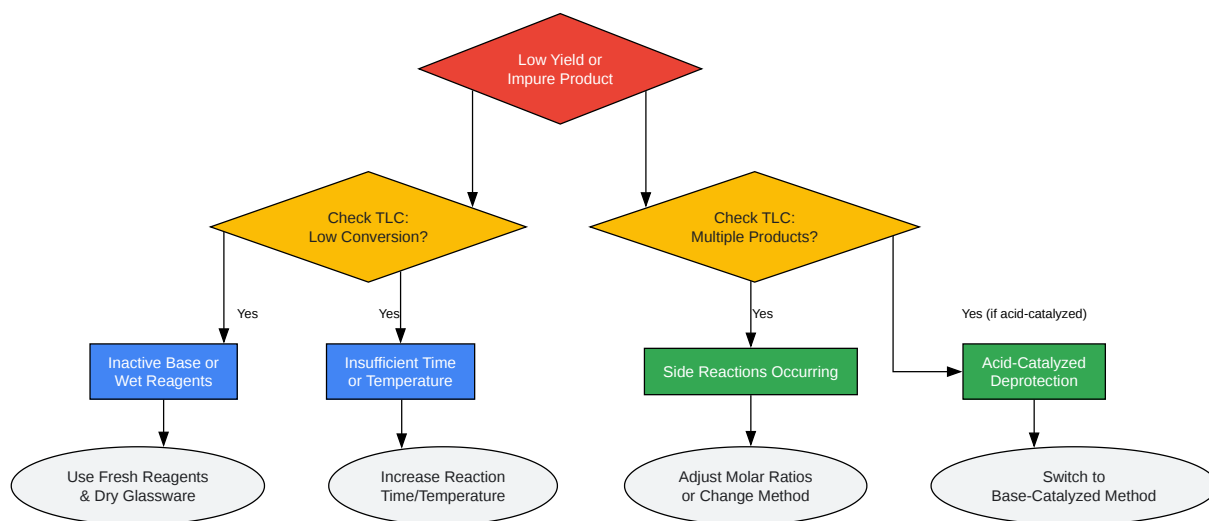 Low Yield or
Impure Product
Check TLC:
Low Conversion?
Check TLC:
Multiple Products?
Yes
Yes
Yes
Yes (if acid-catalyzed)
Inactive Base or
Wet Reagents
Insufficient Time
or Temperature
Side Reactions Occurring
Acid-Catalyzed
Deprotection
Use Fresh Reagents
& Dry Glassware
Increase Reaction
Time/Temperature
Adjust Molar Ratios
or Change Method
Switch to
Base-Catalyzed Method